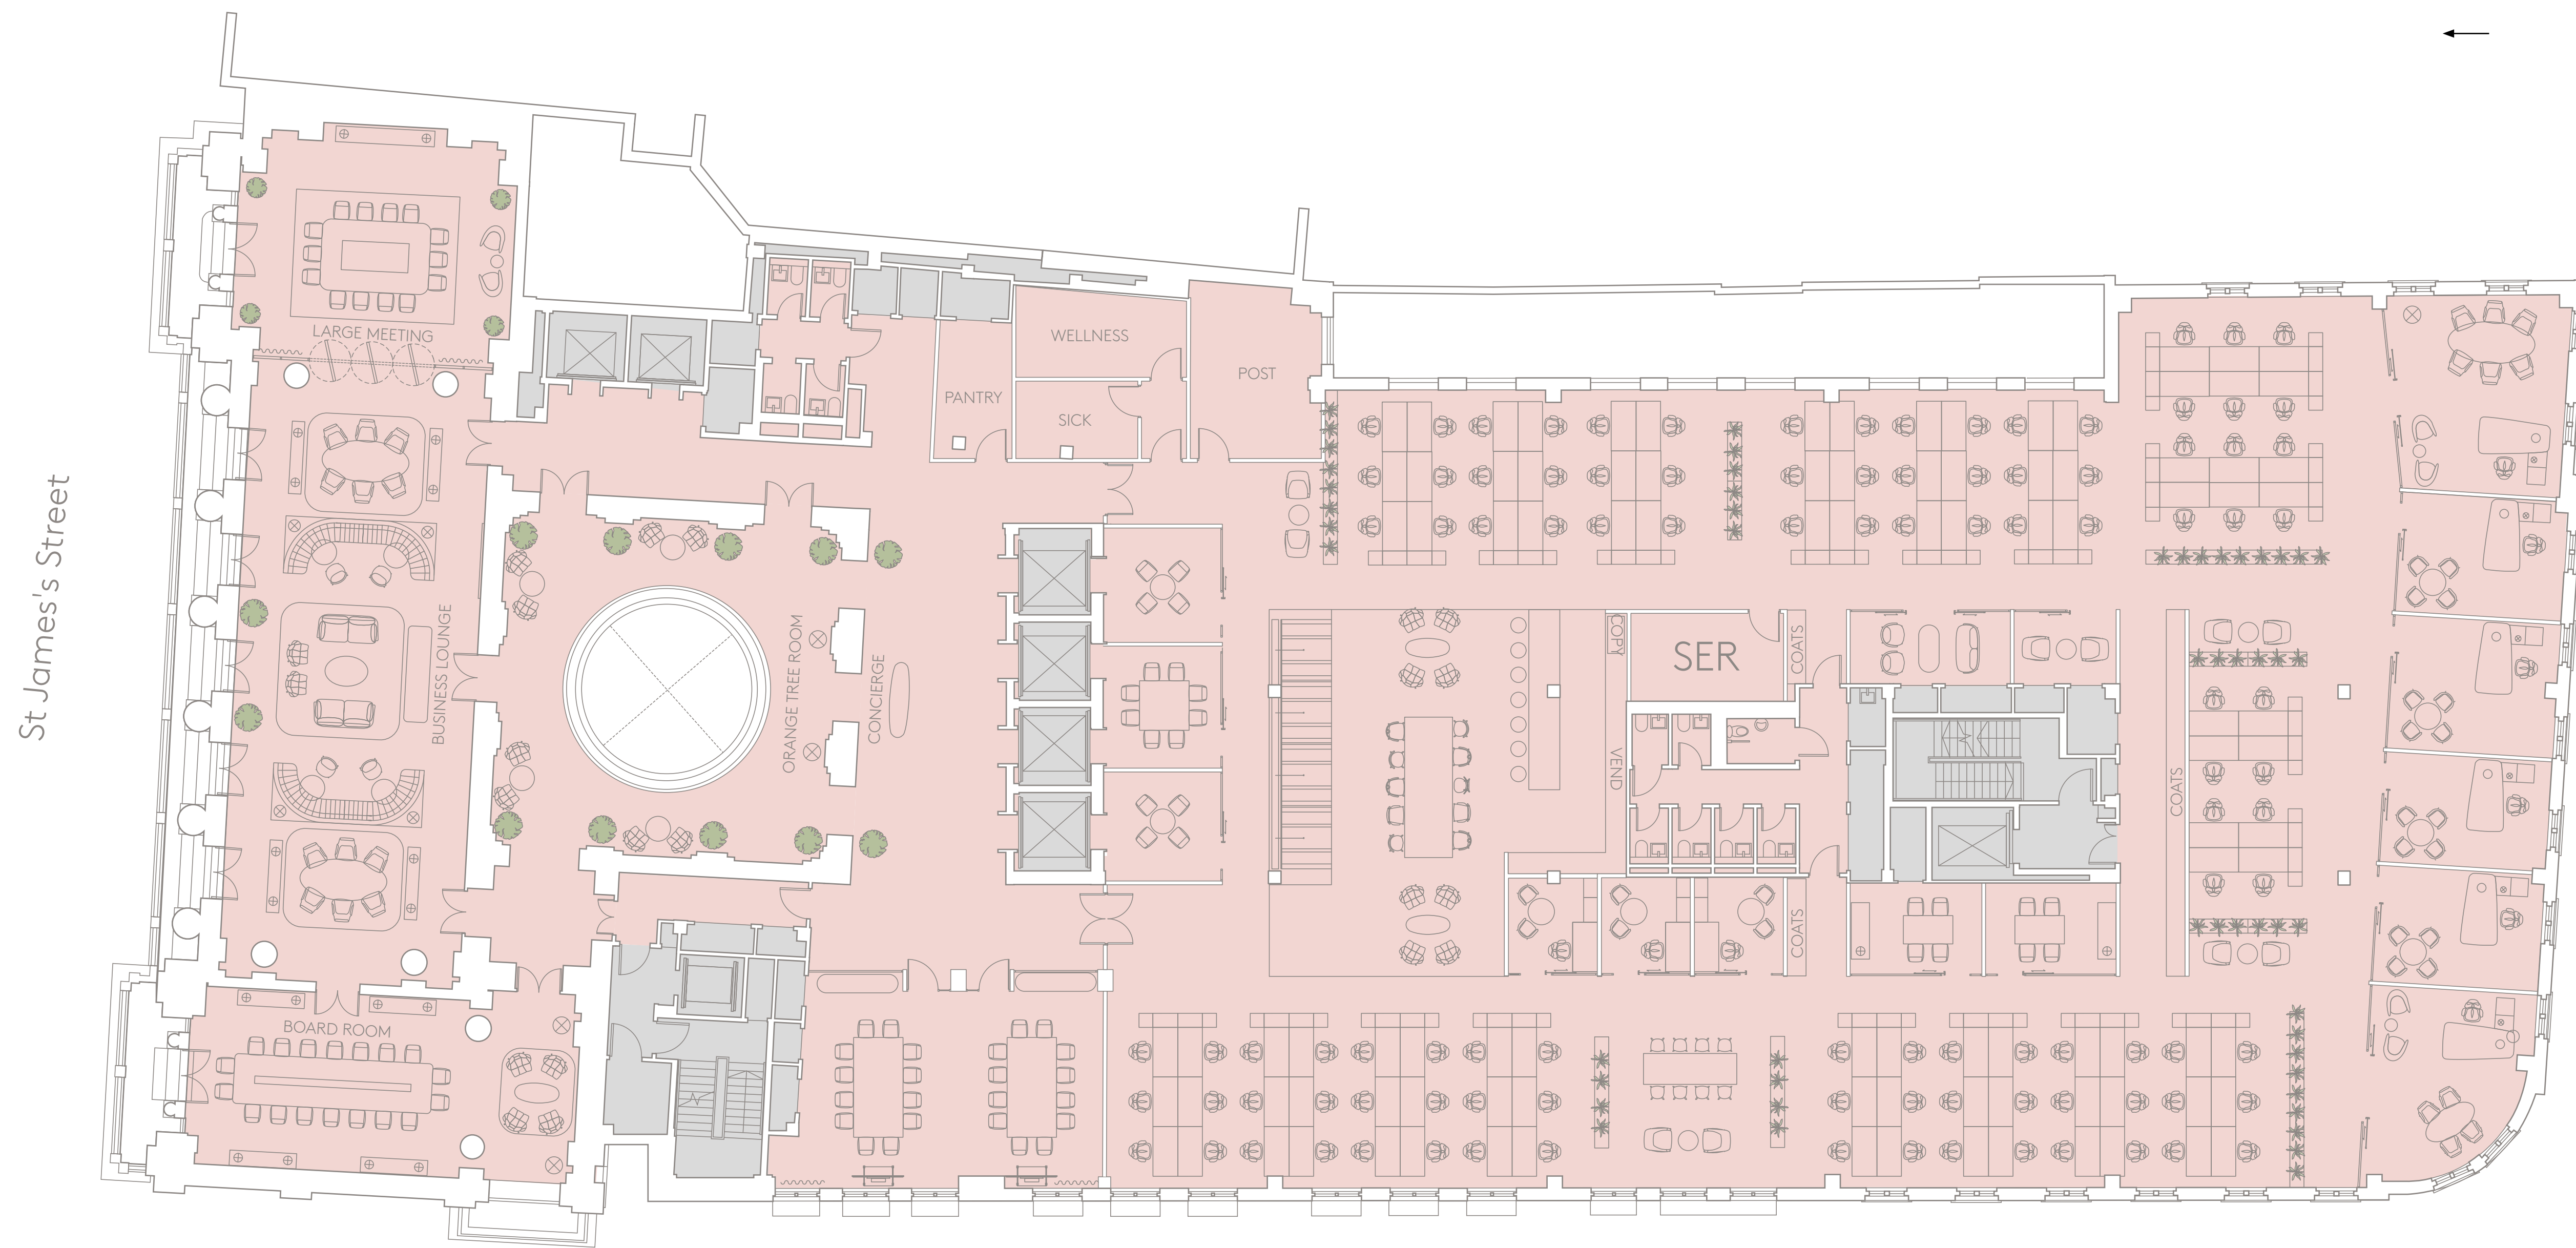 St James's Street
LARGE MEETING
BUSINESS LOUNGE
BOARD ROOM
ORANGE TREE ROOM
CONCIERGE
PANTRY
WELLNESS
SICK
POST
COPY
VEND
SER
COATS
COATS
COATS